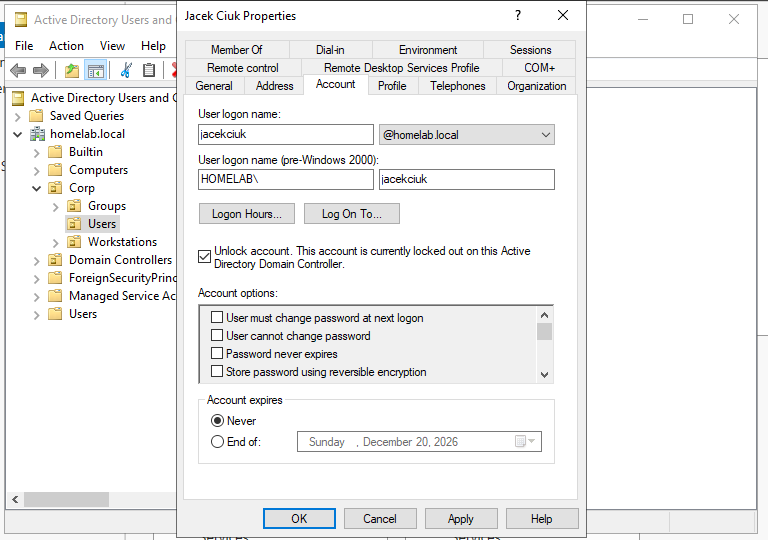 Active Directory Users and C
Jacek Ciuk Properties
?
File Action View Help
Active Directory Users and C
Saved Queries
homelab.local
Builtin
Computers
Corp
Groups
Users
Workstations
Domain Controllers
ForeignSecurityPrinc
Managed Service Ac
Users
Member Of Dial-in Environment Sessions
Remote control Remote Desktop Services Profile COM+
General Address Account Profile Telephones Organization
User logon name:
jacekciuk @homelab.local
User logon name (pre-Windows 2000):
HOMELAB\ jacekciuk
Logon Hours... Log On To...
Unlock account. This account is currently locked out on this Active
Directory Domain Controller.
Account options:
User must change password at next logon
User cannot change password
Password never expires
Store password using reversible encryption
Account expires
Never
End of: Sunday , December 20, 2026
OK Cancel Apply Help